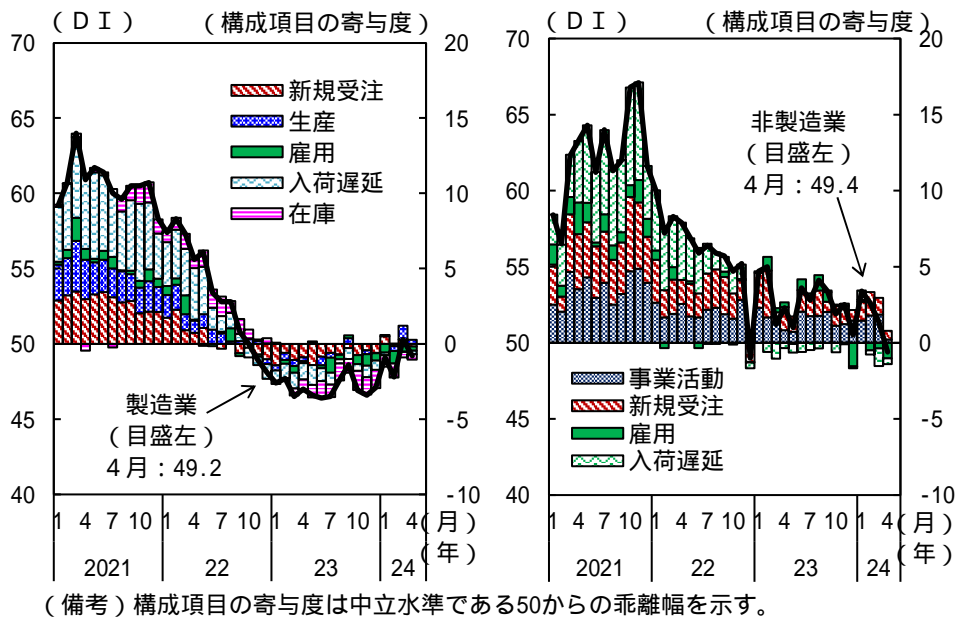 (ＤＩ) (構成項目の寄与度)
70 20
65 15
60 10
55 5
50 0
45 -5
40 -10
新規受注
生産
雇用
入荷遅延
在庫
製造業
(目盛左)
４月：49.2
1 4 7 10 1 4 7 10 1 4 7 10 1 4 (月)
2021 22 23 24 (年)
(ＤＩ) (構成項目の寄与度)
70 20
65 15
60 10
55 5
50 0
45 -5
40 -10
非製造業
(目盛左)
４月：49.4
事業活動
新規受注
雇用
入荷遅延
1 4 7 10 1 4 7 10 1 4 7 10 1 4 (月)
2021 22 23 24 (年)
(備考) 構成項目の寄与度は中立水準である50からの乖離幅を示す。